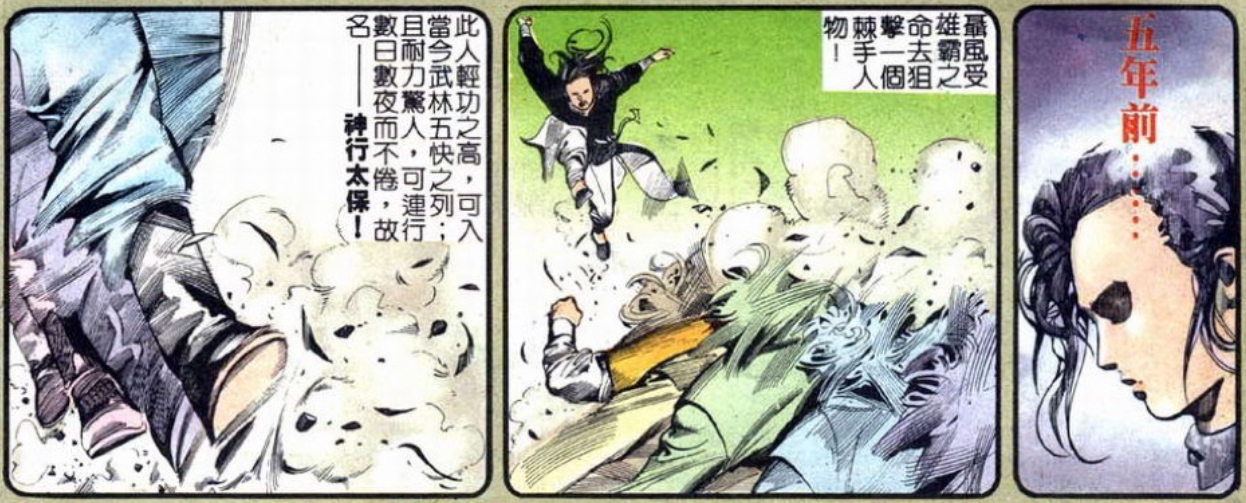 五年前……
聶風受
雄霸之
命去狙
擊一個
棘手人
物！
此人輕功之高，可入
當今武林五快之列；
且耐力驚人，可連行
數日數夜而不倦，故
名——神行太保！